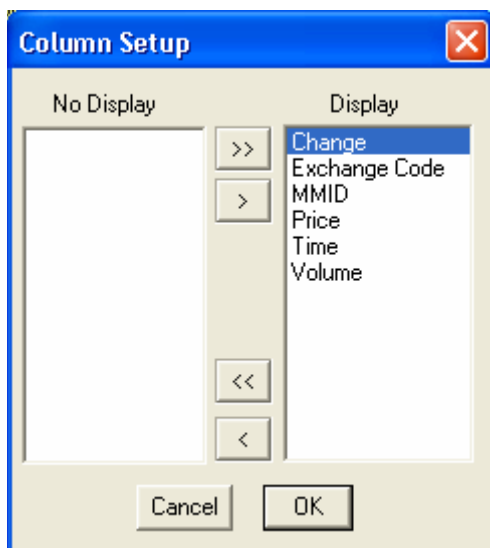 Column Setup
No Display
Display
>>
>
<<
<
Change
Exchange Code
MMID
Price
Time
Volume
Cancel
OK